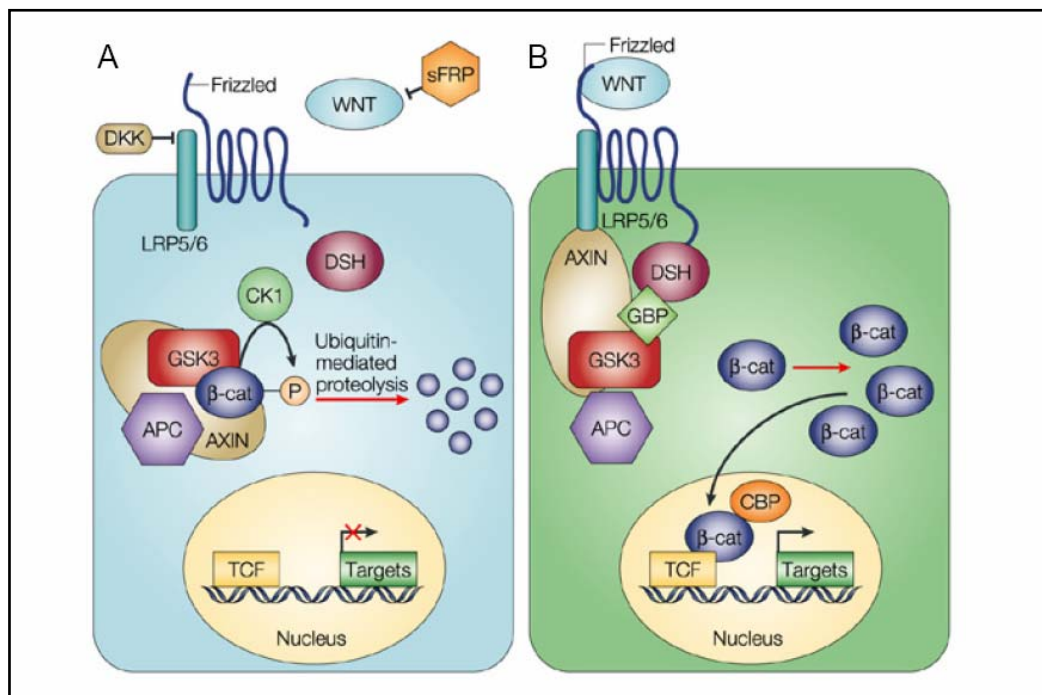 A
Frizzled
WNT
sFRP
DKK
LRP5/6
DSH
CK1
GSK3
β-cat
P
Ubiquitin-
mediated
proteolysis
APC
AXIN
TCF
Targets
Nucleus
B
Frizzled
WNT
LRP5/6
AXIN
DSH
GBP
GSK3
APC
β-cat
β-cat
β-cat
β-cat
CBP
β-cat
TCF
Targets
Nucleus